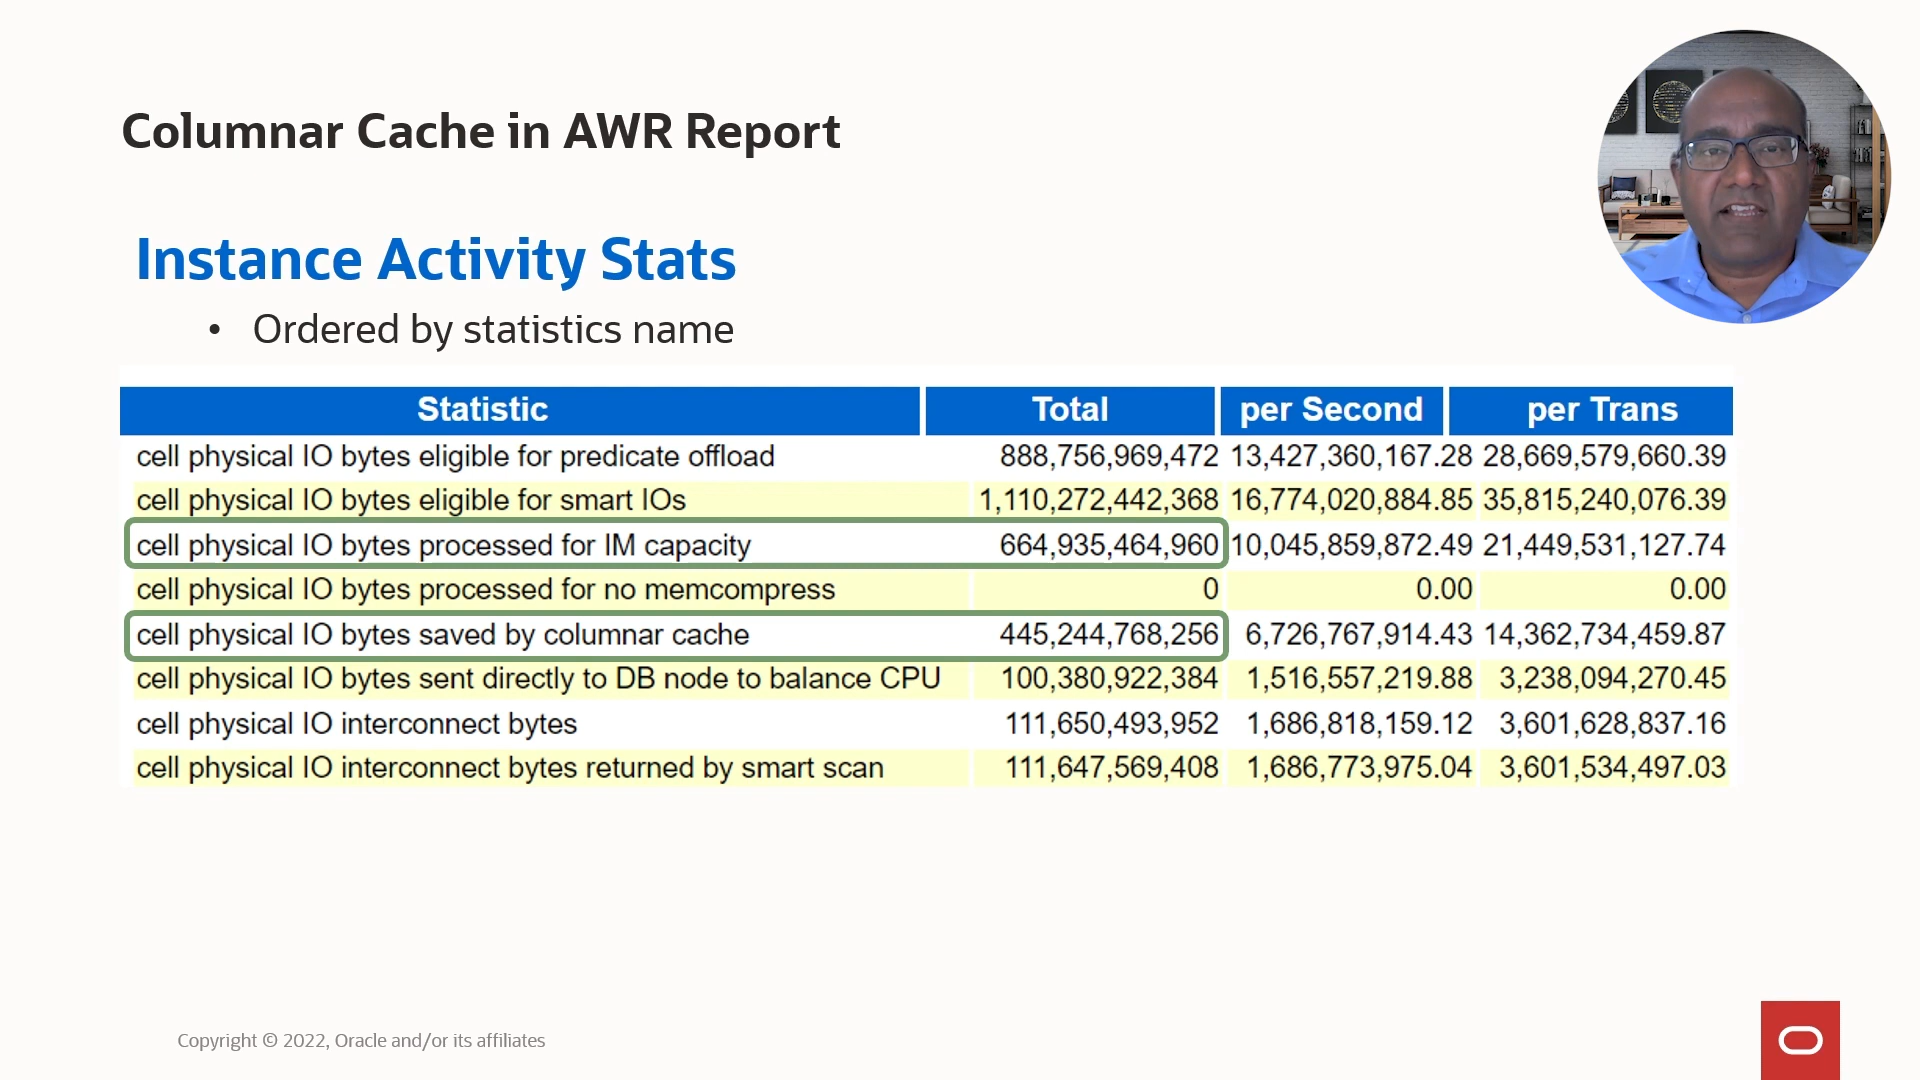 Columnar Cache in AWR Report
Instance Activity Stats
• Ordered by statistics name
Statistic Total per Second per Trans
cell physical IO bytes eligible for predicate offload 888,756,969,472 13,427,360,167.28 28,669,579,660.39
cell physical IO bytes eligible for smart IOs 1,110,272,442,368 16,774,020,884.85 35,815,240,076.39
cell physical IO bytes processed for IM capacity 664,935,464,960 10,045,859,872.49 21,449,531,127.74
cell physical IO bytes processed for no memcompress 0 0.00 0.00
cell physical IO bytes saved by columnar cache 445,244,768,256 6,726,767,914.43 14,362,734,459.87
cell physical IO bytes sent directly to DB node to balance CPU 100,380,922,384 1,516,557,219.88 3,238,094,270.45
cell physical IO interconnect bytes 111,650,493,952 1,686,818,159.12 3,601,628,837.16
cell physical IO interconnect bytes returned by smart scan 111,647,569,408 1,686,773,975.04 3,601,534,497.03
Copyright © 2022, Oracle and/or its affiliates